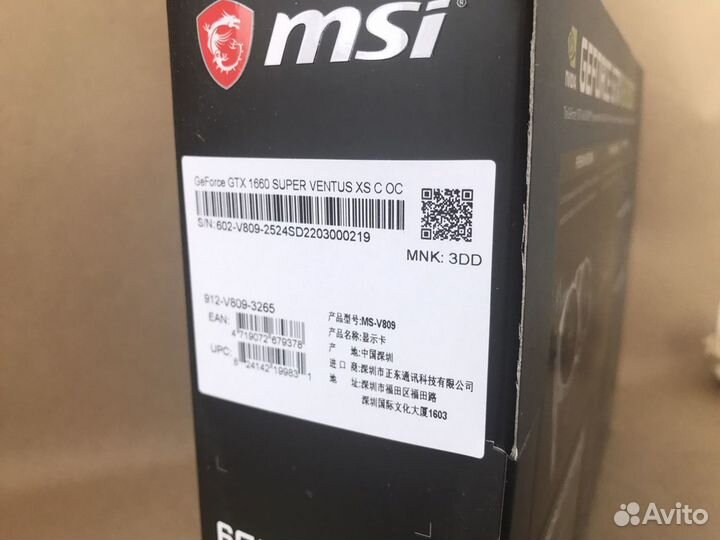 msi®
NVIDIA
GEFORCE GTX
GeForce GTX 1660 SUPER VENTUS XS C OC
S/N: 602-V809-2524SD2203000219
MNK: 3DD
912-V809-3265
EAN:
4 719072 679378
UPC:
8 24142 19983 1
产品型号:MS-V809
产品名称:显示卡
产 地:中国深圳
进 口 商:深圳市正东通讯科技有限公司
地 址:深圳市福田区福田路
深圳国际文化大厦1603
Avito